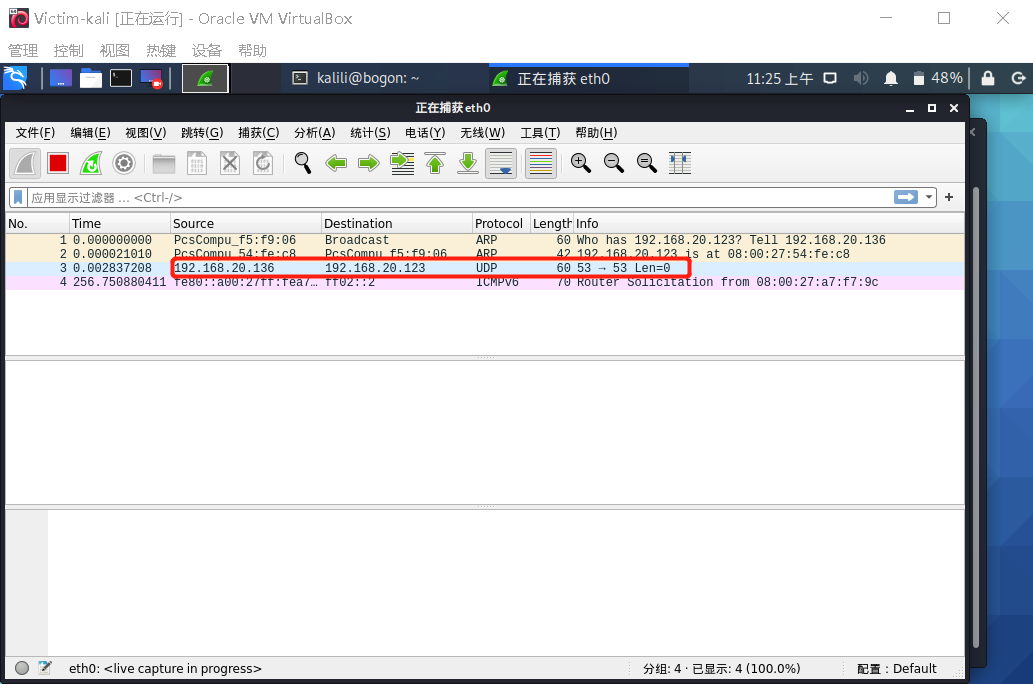 Victim-kali [正在运行] - Oracle VM VirtualBox
管理 控制 视图 热键 设备 帮助
kalili@bogon: ~ 正在捕获 eth0 11:25 上午 48%
正在捕获 eth0
文件(F) 编辑(E) 视图(V) 跳转(G) 捕获(C) 分析(A) 统计(S) 电话(Y) 无线(W) 工具(T) 帮助(H)
应用显示过滤器 … <Ctrl-/>
No. Time Source Destination Protocol Length Info
1 0.000000000 PcsCompu_f5:f9:06 Broadcast ARP 60 Who has 192.168.20.123? Tell 192.168.20.136
2 0.000021010 PcsCompu_54:fe:c8 PcsCompu_f5:f9:06 ARP 42 192.168.20.123 is at 08:00:27:54:fe:c8
3 0.002837208 192.168.20.136 192.168.20.123 UDP 60 53 → 53 Len=0
4 256.750880411 fe80::a00:27ff:fea7… ff02::2 ICMPv6 70 Router Solicitation from 08:00:27:a7:f7:9c
eth0: <live capture in progress> 分组: 4 · 已显示: 4 (100.0%) 配置：Default